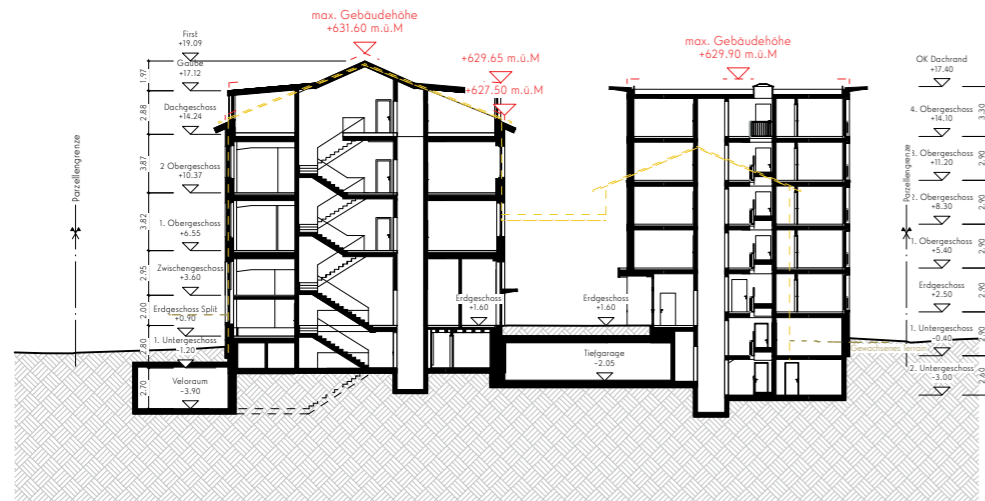 max. Gebäudehöhe
+631.60 m.ü.M
+629.65 m.ü.M
+627.50 m.ü.M
max. Gebäudehöhe
+629.90 m.ü.M
First
+19.09
Gaube
+17.12
Dachgeschoss
+14.24
2 Obergeschoss
+10.37
1. Obergeschoss
+6.55
Zwischengeschoss
+3.60
Erdgeschoss Split
+0.90
1. Untergeschoss
-1.20
Veloraum
-3.90
1.97
2.88
3.87
3.82
2.95
2.00
2.80
2.70
Parzellengrenze
Erdgeschoss
+1.60
Erdgeschoss
+1.60
Tiefgarage
-2.05
OK Dachrand
+17.40
4. Obergeschoss
+14.10
3. Obergeschoss
+11.20
2. Obergeschoss
+8.30
1. Obergeschoss
+5.40
Erdgeschoss
+2.50
1. Untergeschoss
-0.40
2. Untergeschoss
-3.00
3.30
2.90
2.90
2.90
2.90
2.90
2.60
Parzellengrenze